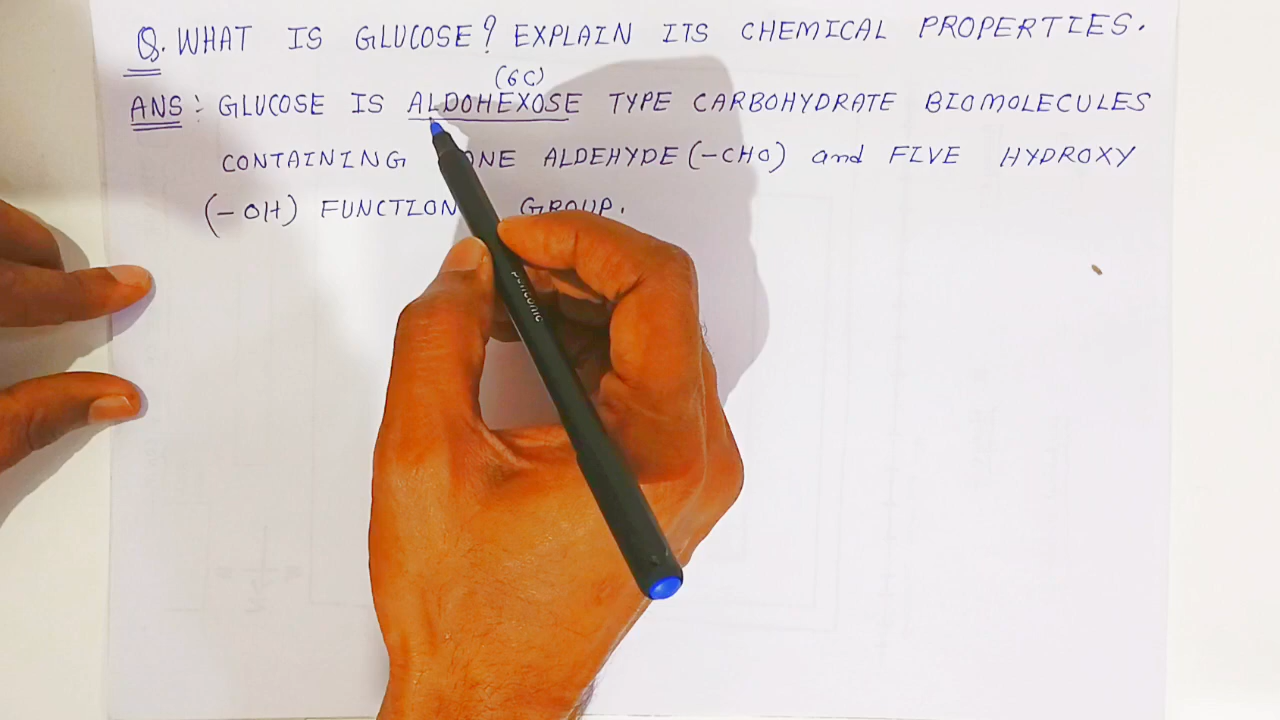 Q. WHAT IS GLUCOSE? EXPLAIN ITS CHEMICAL PROPERTIES.
(6C)
ANS: GLUCOSE IS ALDOHEXOSE TYPE CARBOHYDRATE BIOMOLECULES
CONTAINING ONE ALDEHYDE (-CHO) and FIVE HYDROXY
(-OH) FUNCTION GROUP.